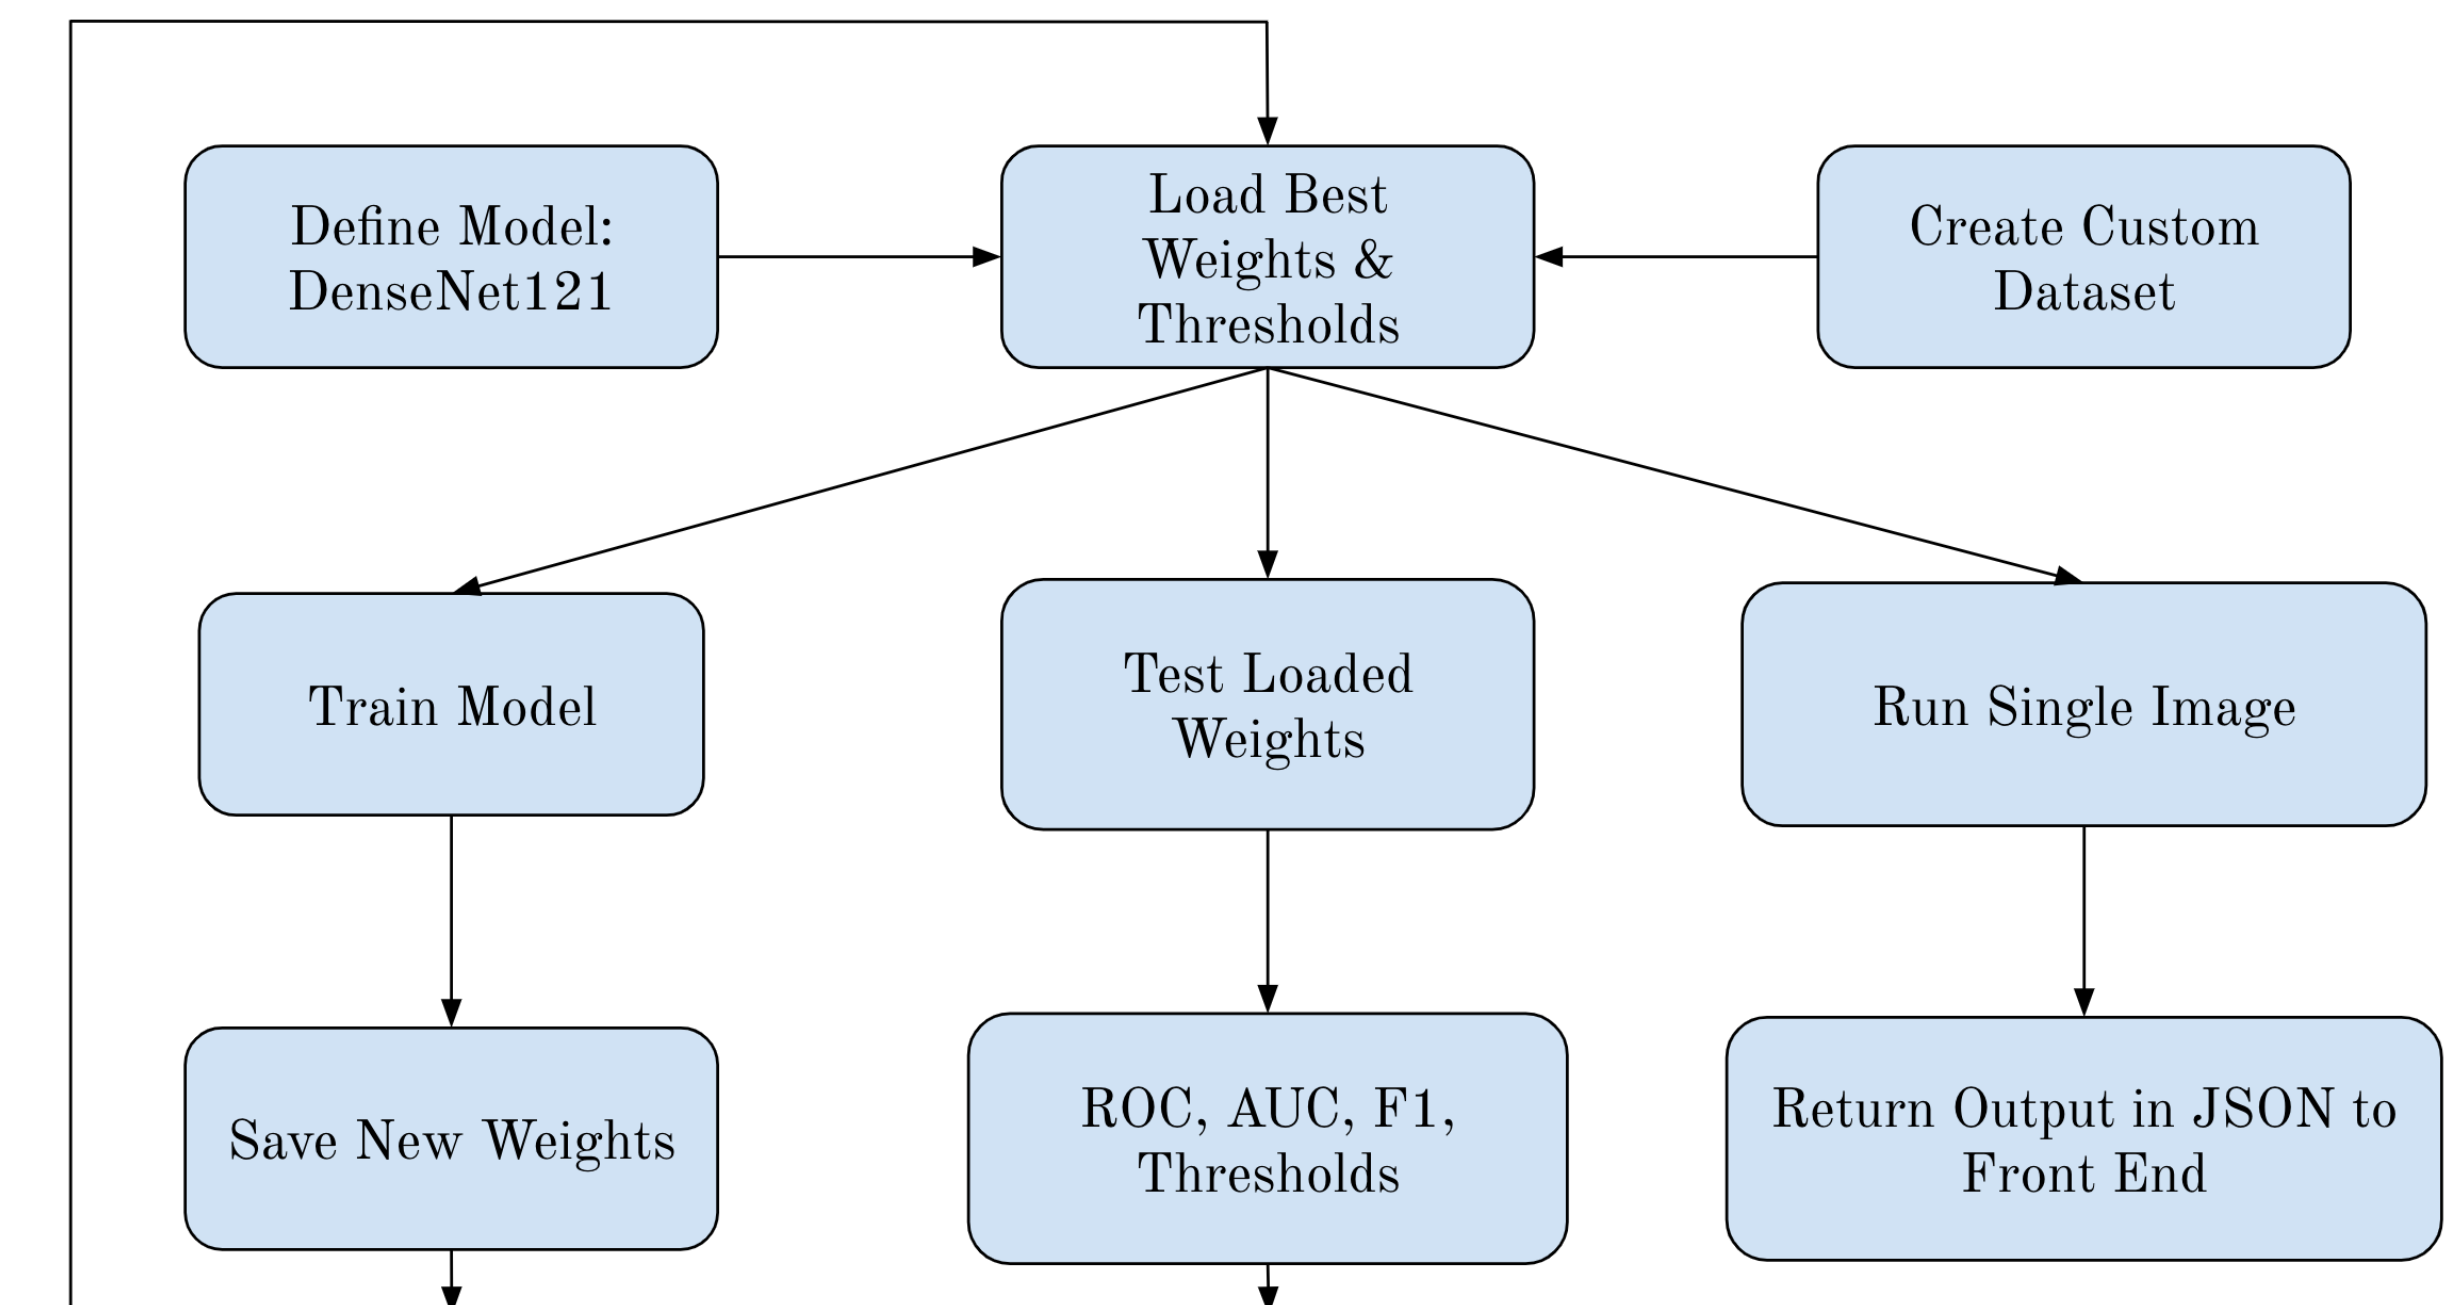 Define Model:
DenseNet121
Load Best
Weights &
Thresholds
Create Custom
Dataset
Train Model
Test Loaded
Weights
Run Single Image
Save New Weights
ROC, AUC, F1,
Thresholds
Return Output in JSON to
Front End